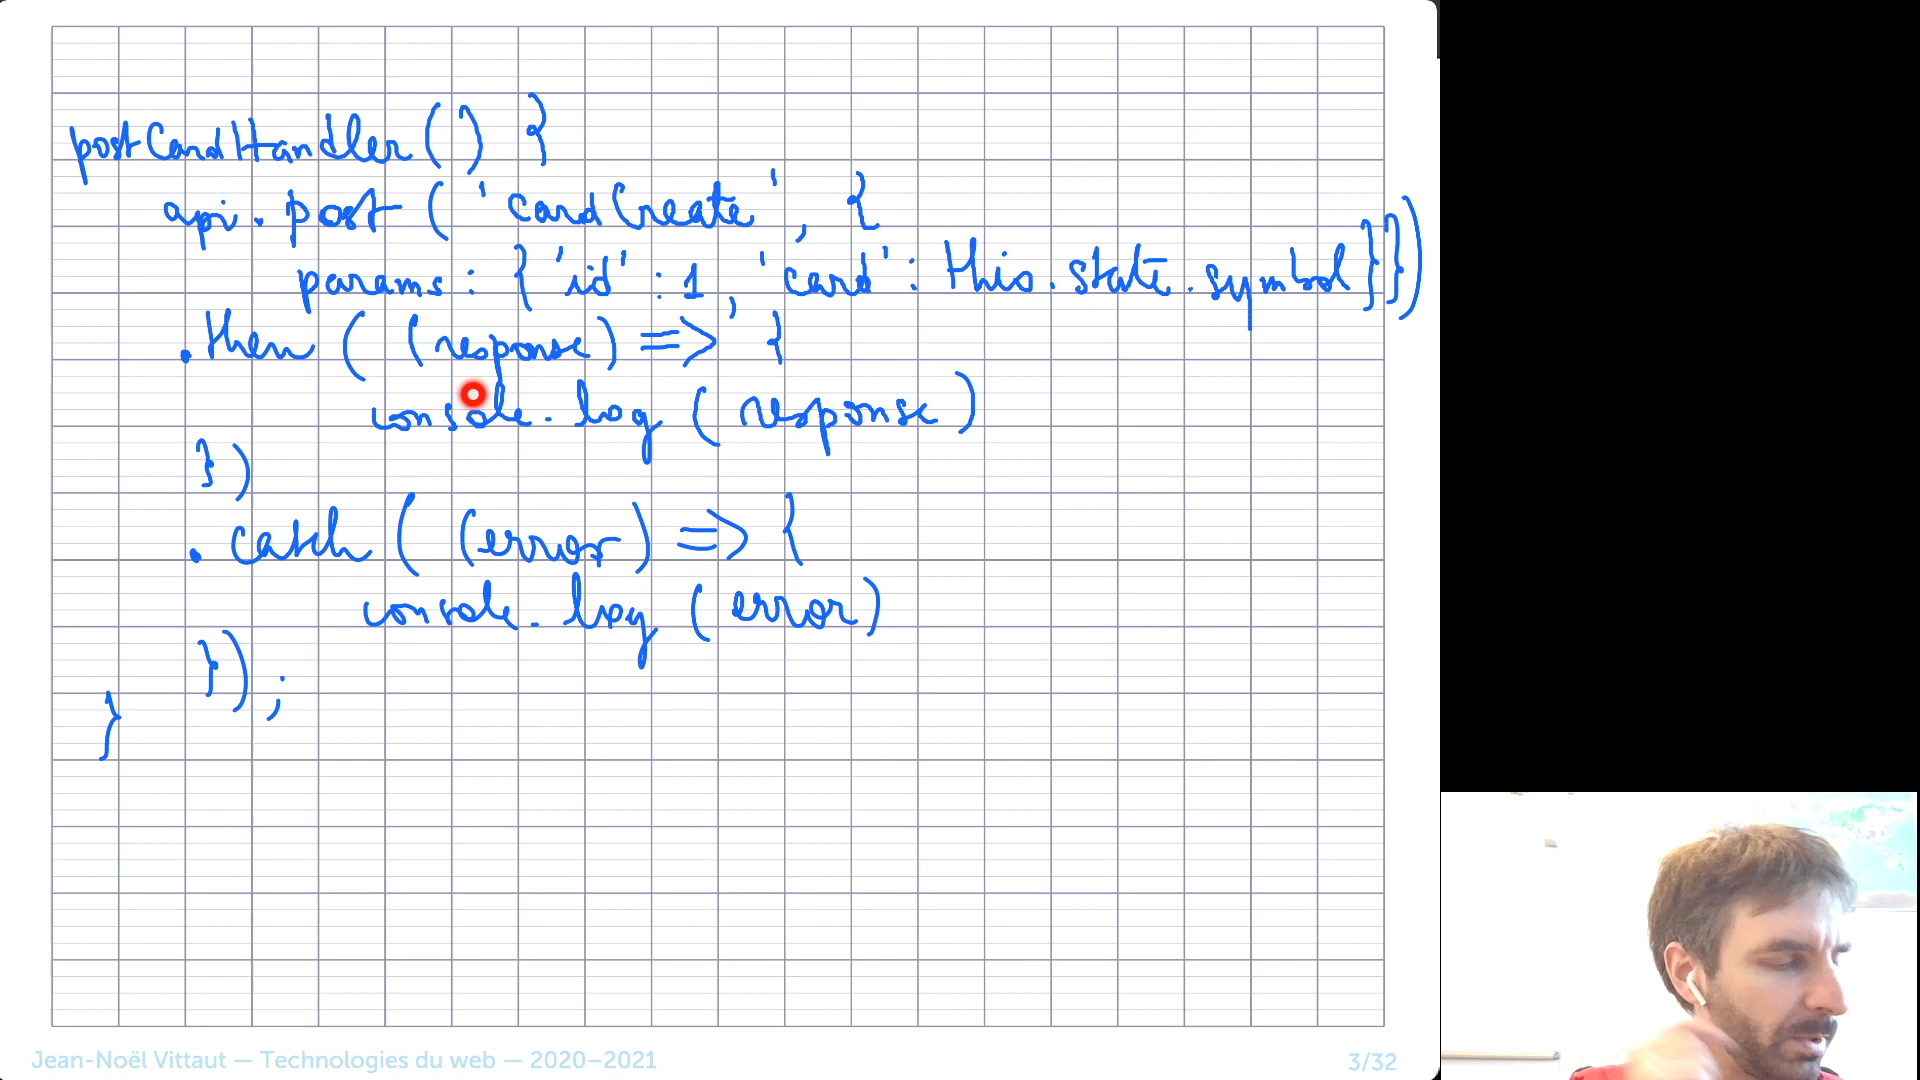 postCardHandler() {
api.post('cardCreate', {
params: {'id': 1, 'card': this.state.symbol}})
.then((response) => {
console.log(response)
})
.catch((error) => {
console.log(error)
});
}
Jean-Noël Vittaut — Technologies du web — 2020–2021
3/32